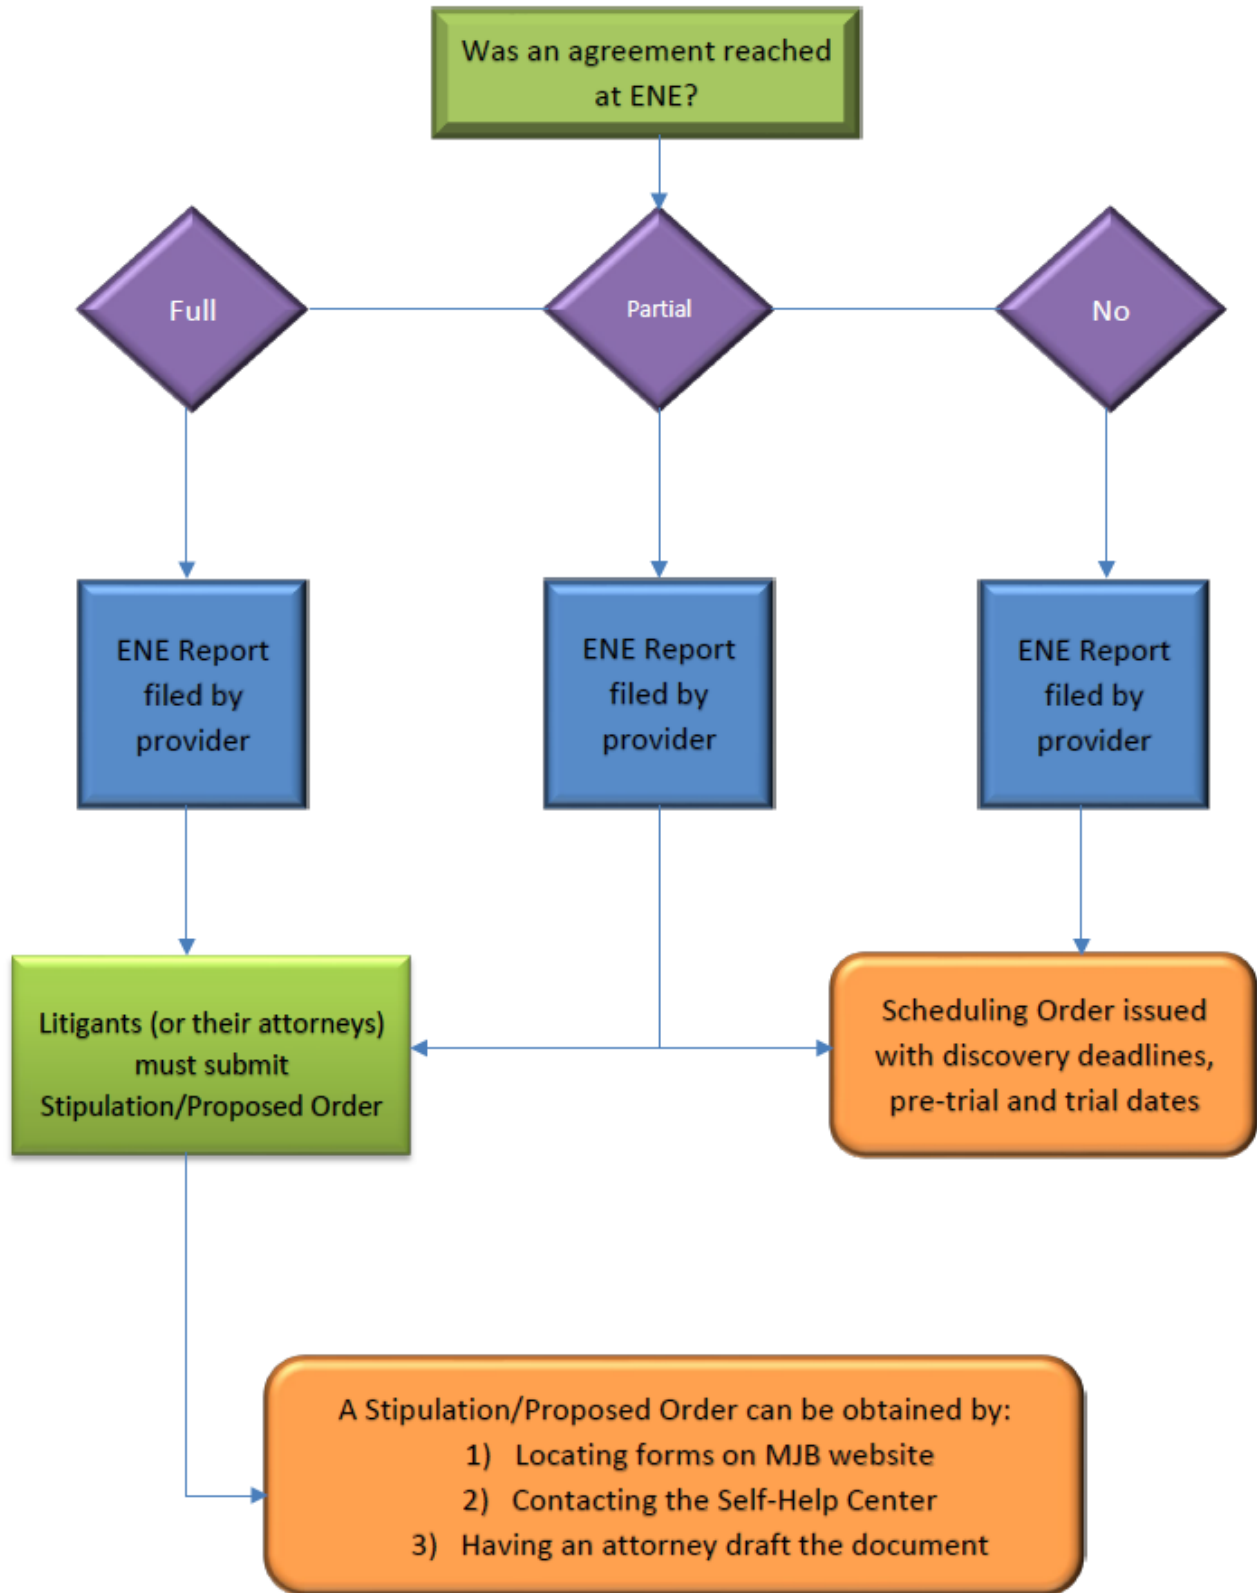 Was an agreement reached
at ENE?
Full
Partial
No
ENE Report
filed by
provider
ENE Report
filed by
provider
ENE Report
filed by
provider
Litigants (or their attorneys)
must submit
Stipulation/Proposed Order
Scheduling Order issued
with discovery deadlines,
pre-trial and trial dates
A Stipulation/Proposed Order can be obtained by:
1) Locating forms on MJB website
2) Contacting the Self-Help Center
3) Having an attorney draft the document